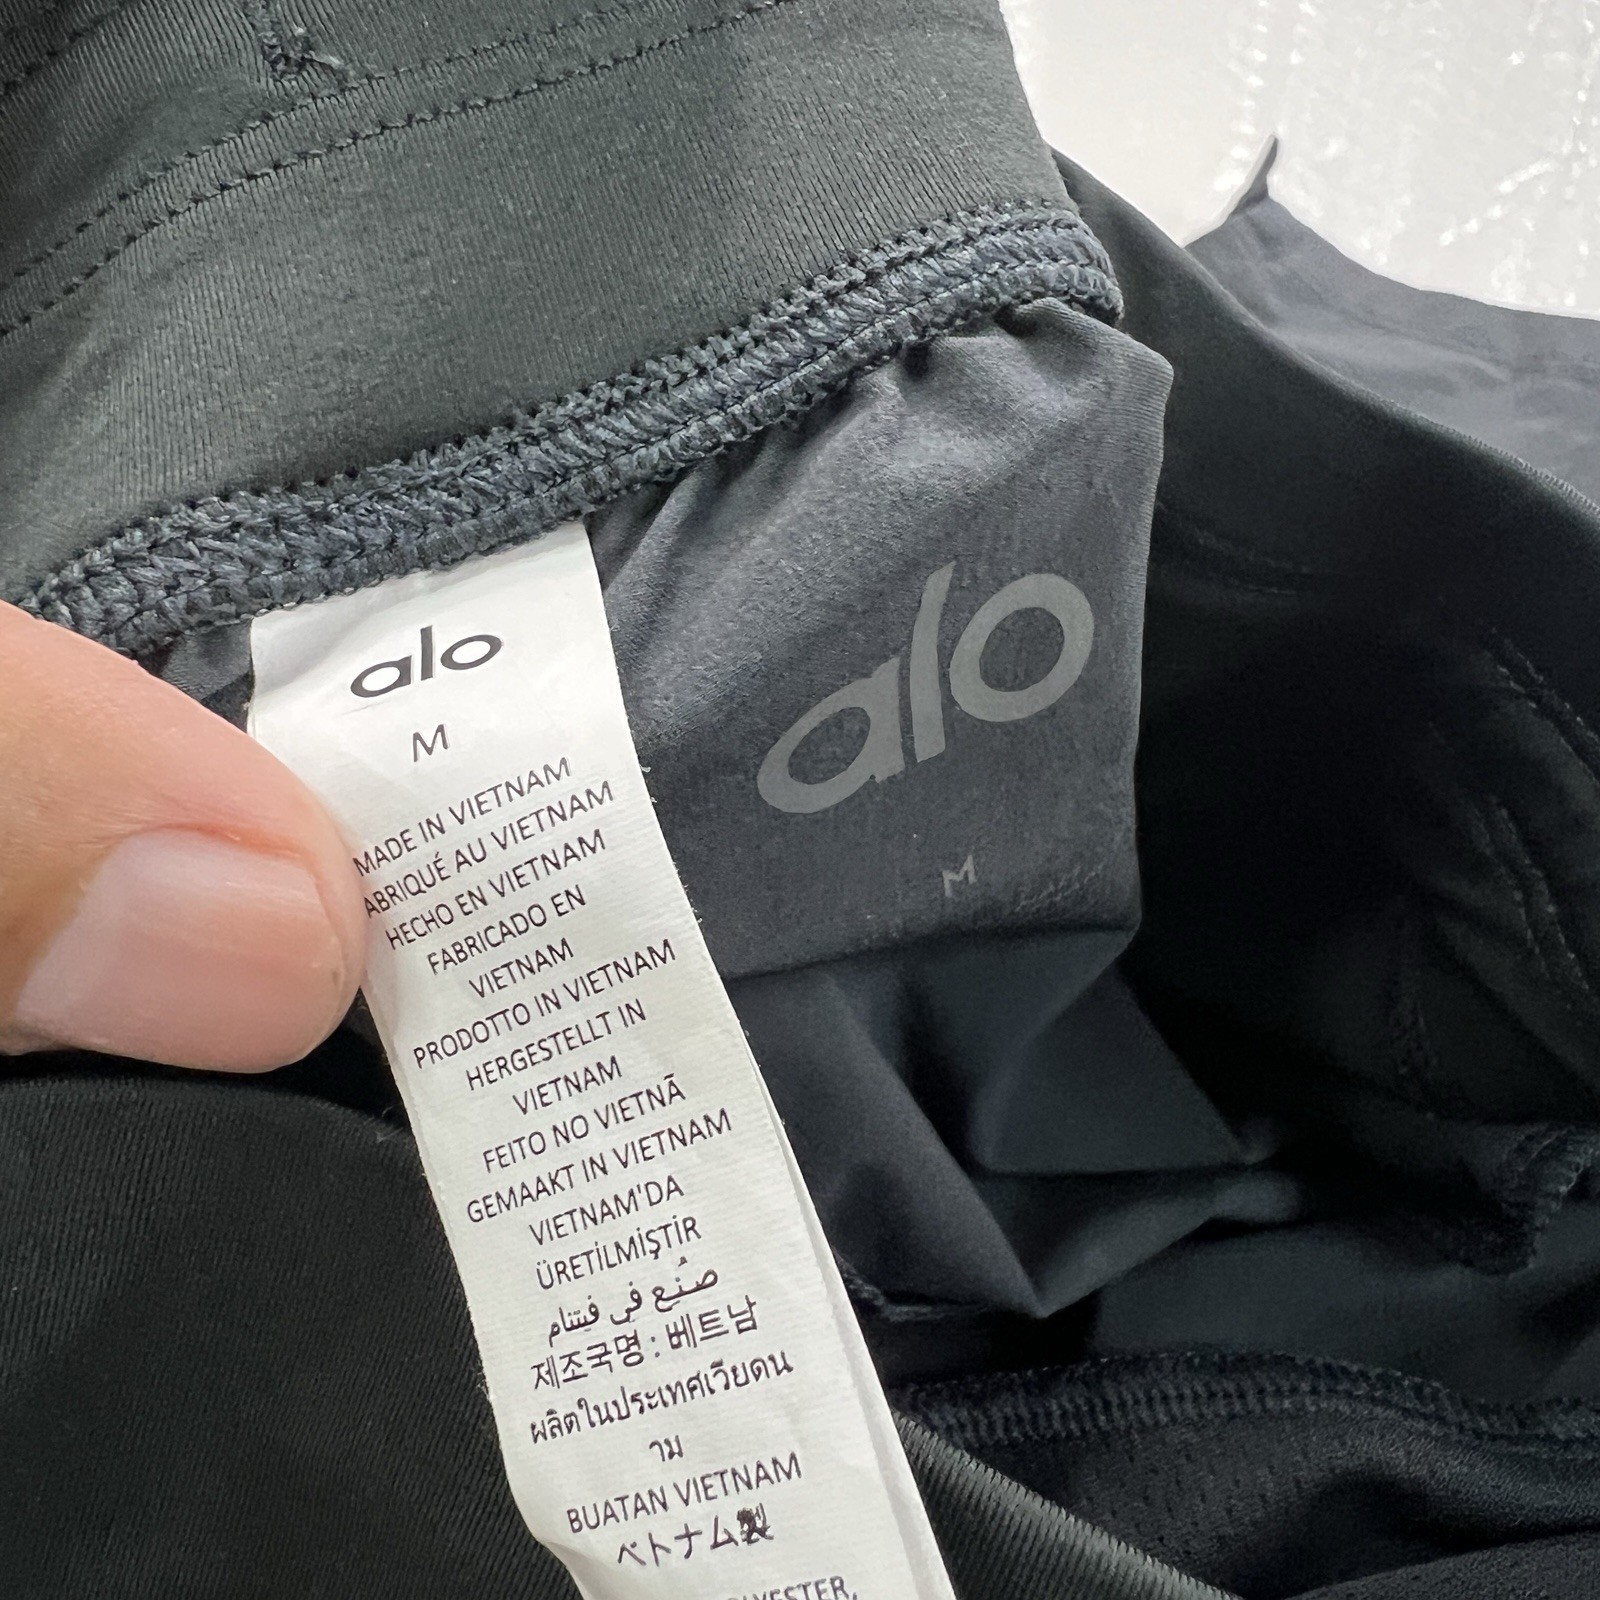 alo
M
MADE IN VIETNAM
FABRIQUÉ AU VIETNAM
HECHO EN VIETNAM
FABRICADO EN
VIETNAM
PRODOTTO IN VIETNAM
HERGESTELLT IN
VIETNAM
FEITO NO VIETNÃ
GEMAAKT IN VIETNAM
VIETNAM'DA
ÜRETİLMİŞTİR
صُنِع في فيتنام
제조국명 : 베트남
ผลิตในประเทศเวียดน
าม
BUATAN VIETNAM
ベトナム製
alo
M